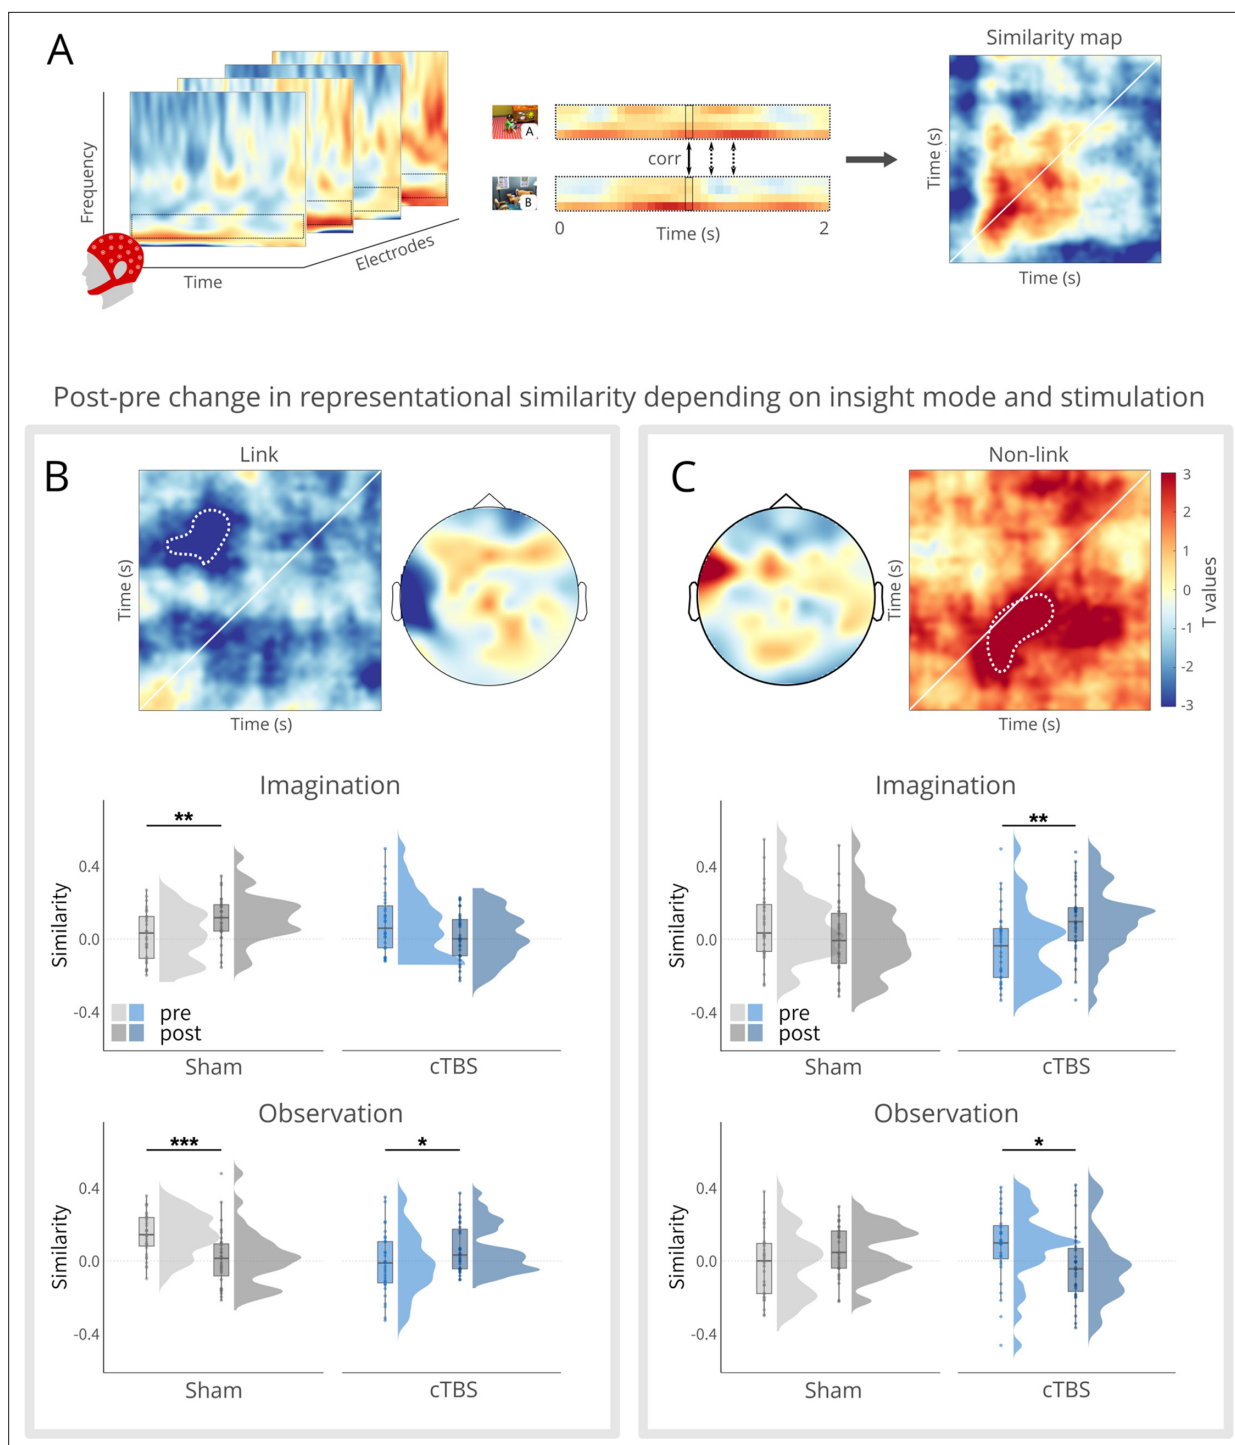 A
Similarity map
Frequency
Time
Electrodes
A
corr
B
0
2
Time (s)
Time (s)
Time (s)
Post-pre change in representational similarity depending on insight mode and stimulation
B
Link
Time (s)
Time (s)
C
Non-link
Time (s)
Time (s)
3
2
1
0
-1
-2
-3
T values
Imagination
**
0.4
0.0
-0.4
Similarity
pre
post
Sham
cTBS
Observation
***
*
0.4
0.0
-0.4
Similarity
Sham
cTBS
Imagination
**
0.4
0.0
-0.4
Similarity
pre
post
Sham
cTBS
Observation
*
0.4
0.0
-0.4
Similarity
Sham
cTBS